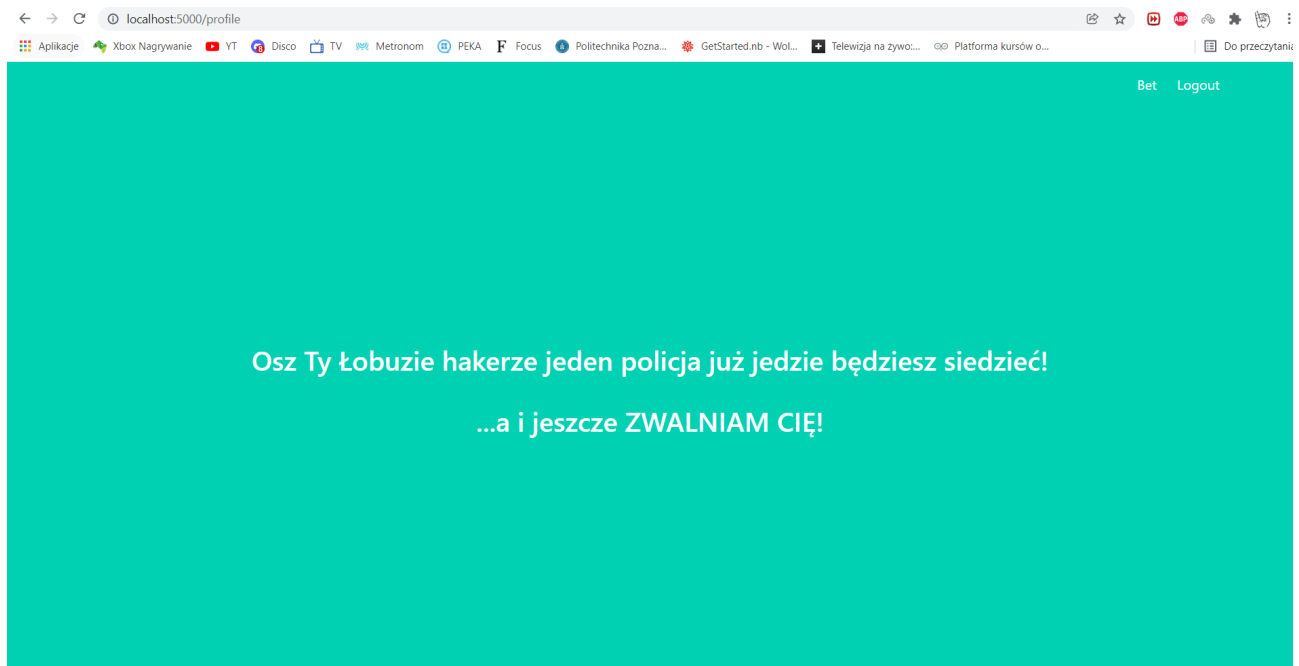 localhost:5000/profile
Aplikacje Xbox Nagrywanie YT Disco TV Metronom PEKA F Focus Politechnika Pozna... GetStarted.nb - Wol... Telewizja na żywo:... Platforma kursów o... Do przeczytania
Bet Logout
Osz Ty Łobuzie hakerze jeden policja już jedzie będziesz siedzieć!
...a i jeszcze ZWALNIAM CIĘ!